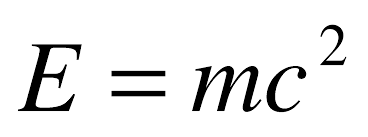 E = mc²